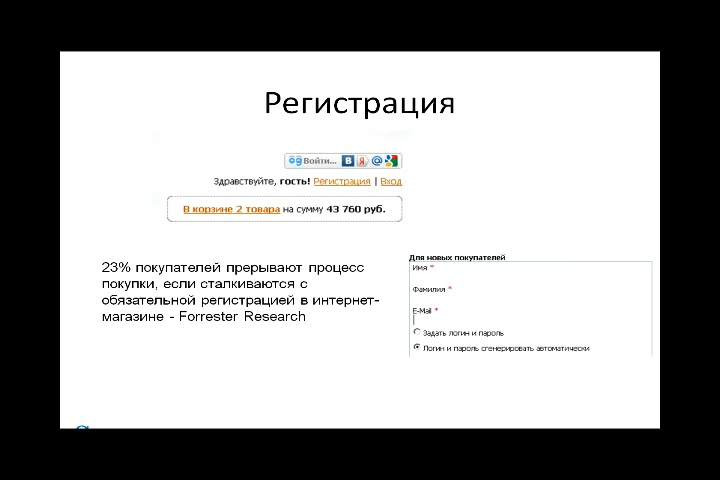 Регистрация
Войти...
Здравствуйте, гость! Регистрация | Вход
В корзине 2 товара на сумму 43 760 руб.
23% покупателей прерывают процесс
покупки, если сталкиваются с
обязательной регистрацией в интернет-
магазине - Forrester Research
Для новых покупателей
Имя *
Фамилия *
E-Mail *
Задать логин и пароль
Логин и пароль сгенерировать автоматически